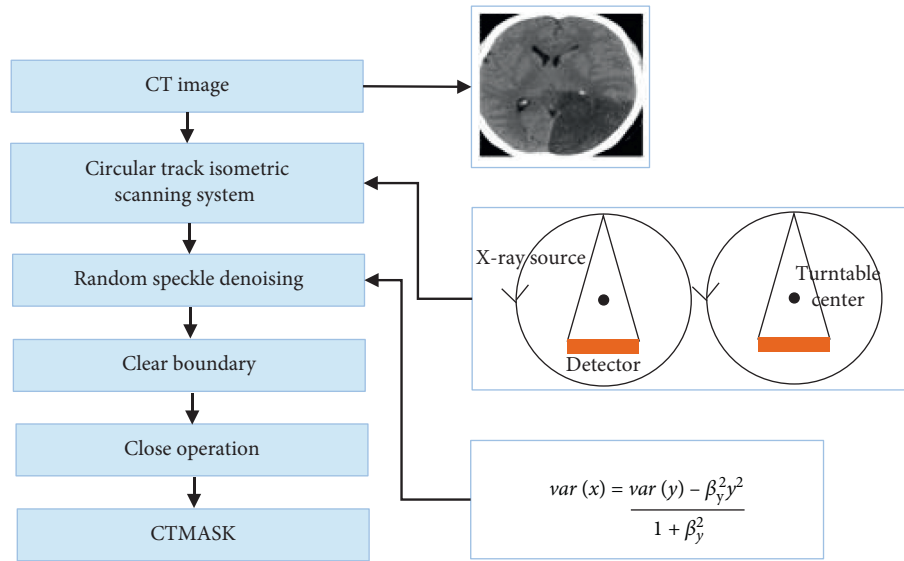 CT image
Circular track isometric
scanning system
Random speckle denoising
Clear boundary
Close operation
CTMASK
X-ray source
Detector
Turntable
center
var (x) = var (y) – β_y^2 y^2
1 + β_y^2